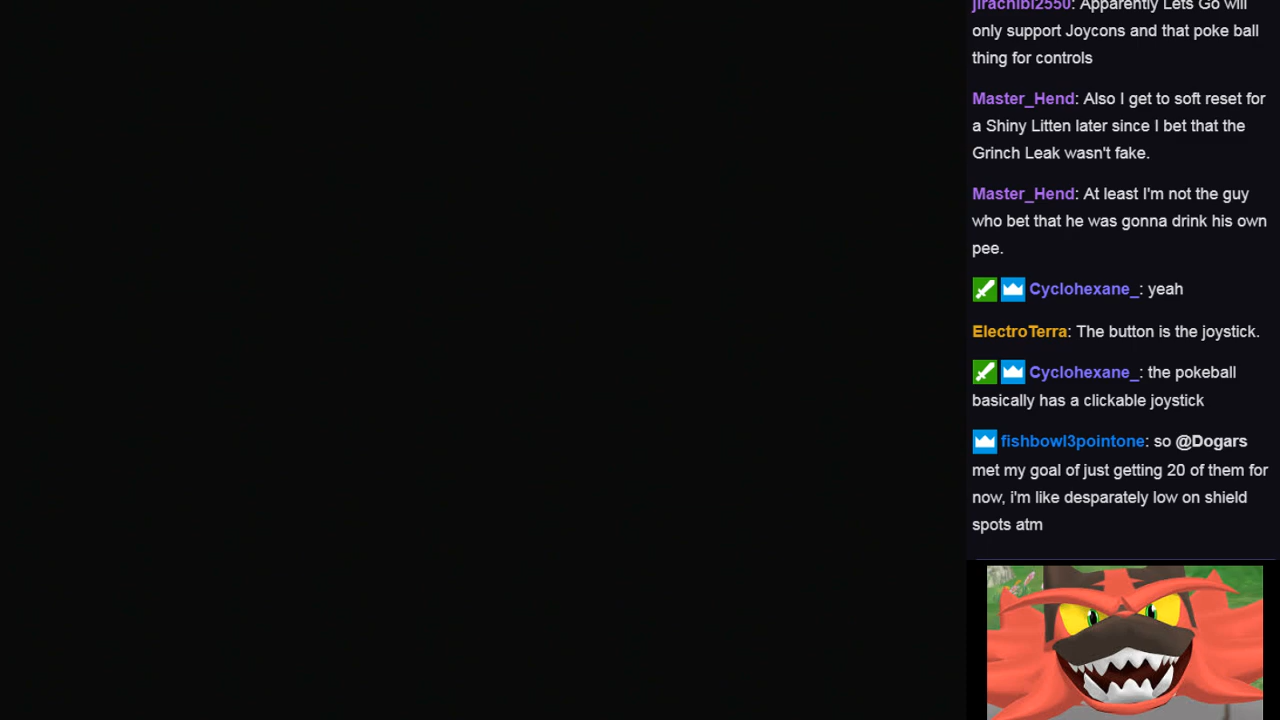 jirachibi2550: Apparently Lets Go will
only support Joycons and that poke ball
thing for controls
Master_Hend: Also I get to soft reset for
a Shiny Litten later since I bet that the
Grinch Leak wasn't fake.
Master_Hend: At least I'm not the guy
who bet that he was gonna drink his own
pee.
Cyclohexane_: yeah
ElectroTerra: The button is the joystick.
Cyclohexane_: the pokeball
basically has a clickable joystick
fishbowl3pointone: so @Dogars
met my goal of just getting 20 of them for
now, i'm like desparately low on shield
spots atm